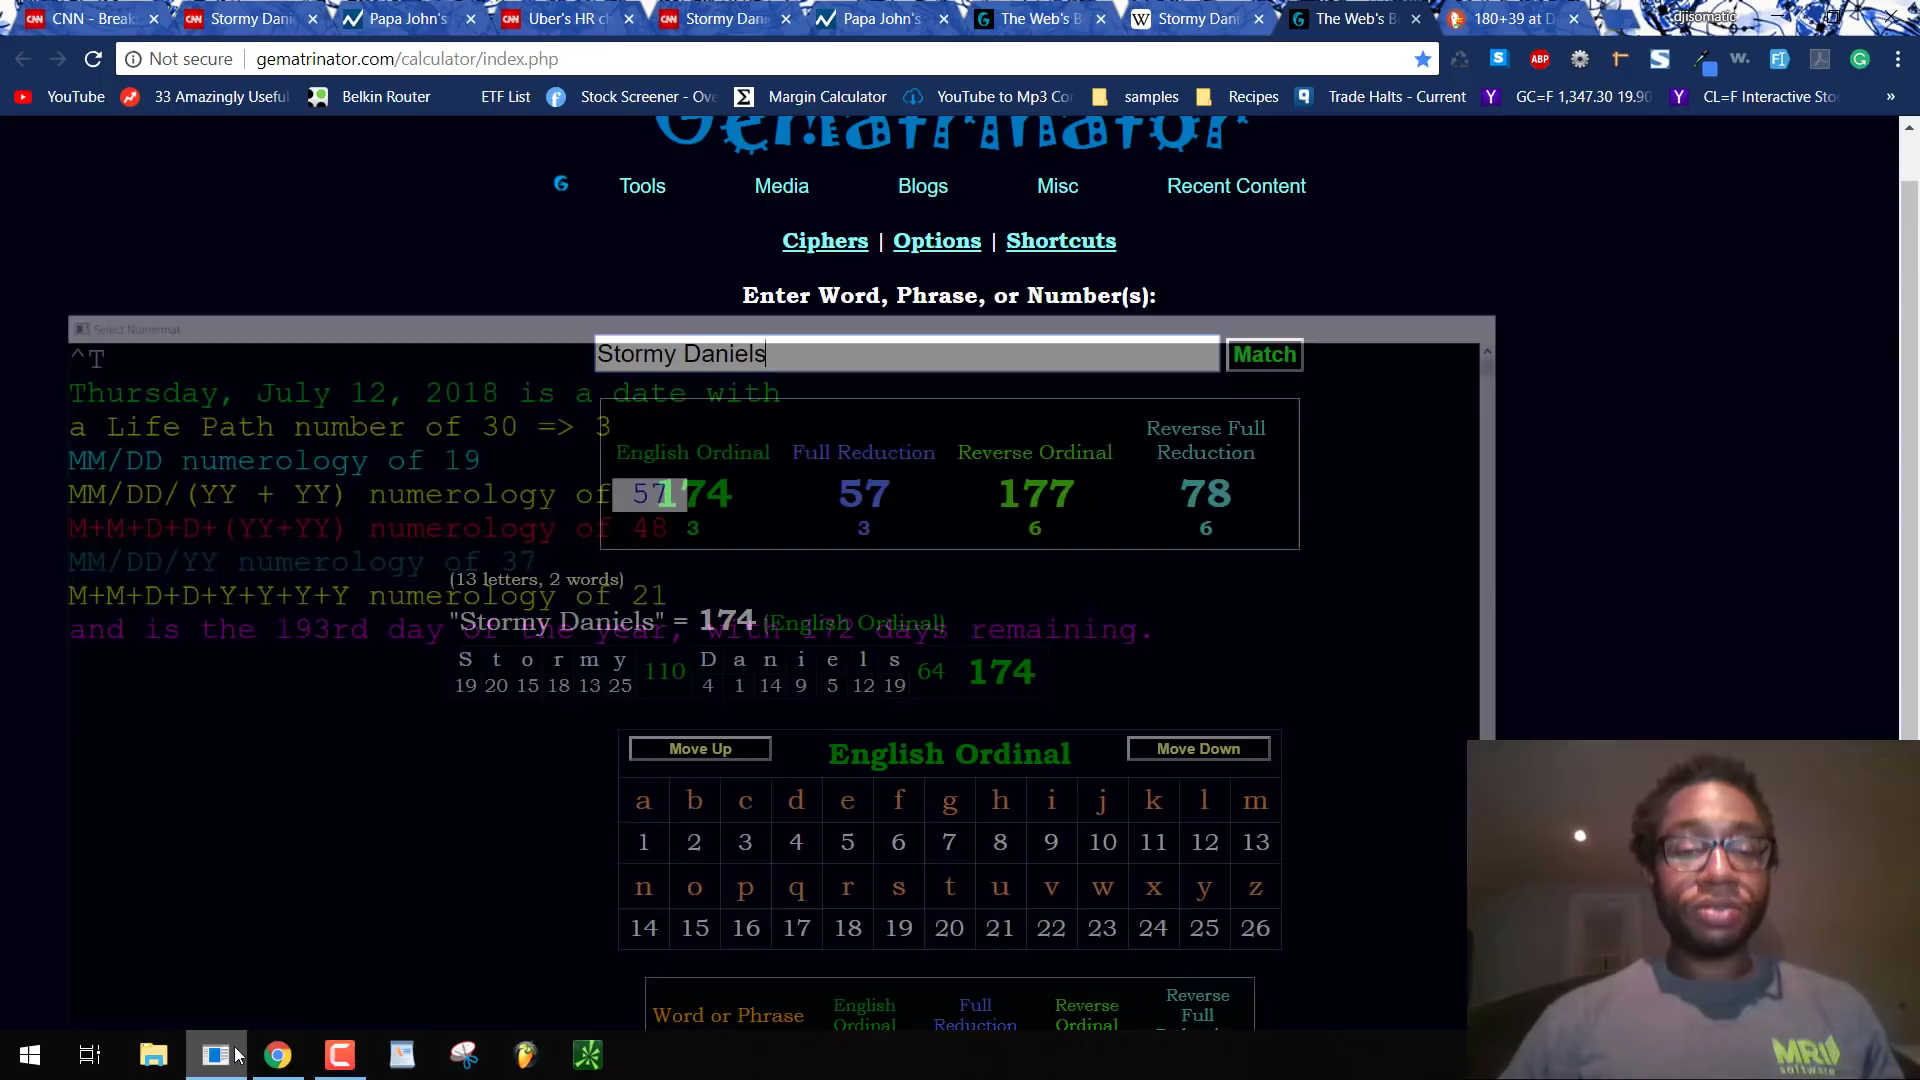 CNN - Break
Stormy Dani
Papa John's
Uber's HR c
Stormy Dani
Papa John's
The Web's B
Stormy Dani
The Web's B
180+39 at D
djisomatic
Not secure
gematrinator.com/calculator/index.php
YouTube
33 Amazingly Useful
Belkin Router
ETF List
Stock Screener - Ove
Margin Calculator
YouTube to Mp3 Co
samples
Recipes
Trade Halts - Current
GC=F 1,347.30 19.90
CL=F Interactive Sto
»
Gematrinator
Tools Media Blogs Misc Recent Content
Ciphers | Options | Shortcuts
Enter Word, Phrase, or Number(s):
Select Numermat
Stormy Daniels
Match
^T
Thursday, July 12, 2018 is a date with
a Life Path number of 30 => 3
MM/DD numerology of 19
MM/DD/(YY + YY) numerology of 57
M+M+D+D+(YY+YY) numerology of 48
MM/DD/YY numerology of 37
M+M+D+D+Y+Y+Y+Y numerology of 21
and is the 193rd day of the year, with 172 days remaining.
English Ordinal Full Reduction Reverse Ordinal Reverse Full Reduction
174 57 177 78
3 3 6 6
(13 letters, 2 words)
"Stormy Daniels" = 174 (English Ordinal)
S t o r m y 110 D a n i e l s 64 174
19 20 15 18 13 25 4 1 14 9 5 12 19
Move Up
English Ordinal
Move Down
a b c d e f g h i j k l m
1 2 3 4 5 6 7 8 9 10 11 12 13
n o p q r s t u v w x y z
14 15 16 17 18 19 20 21 22 23 24 25 26
Word or Phrase
English Ordinal
Full Reduction
Reverse Ordinal
Reverse Full
MRI
software